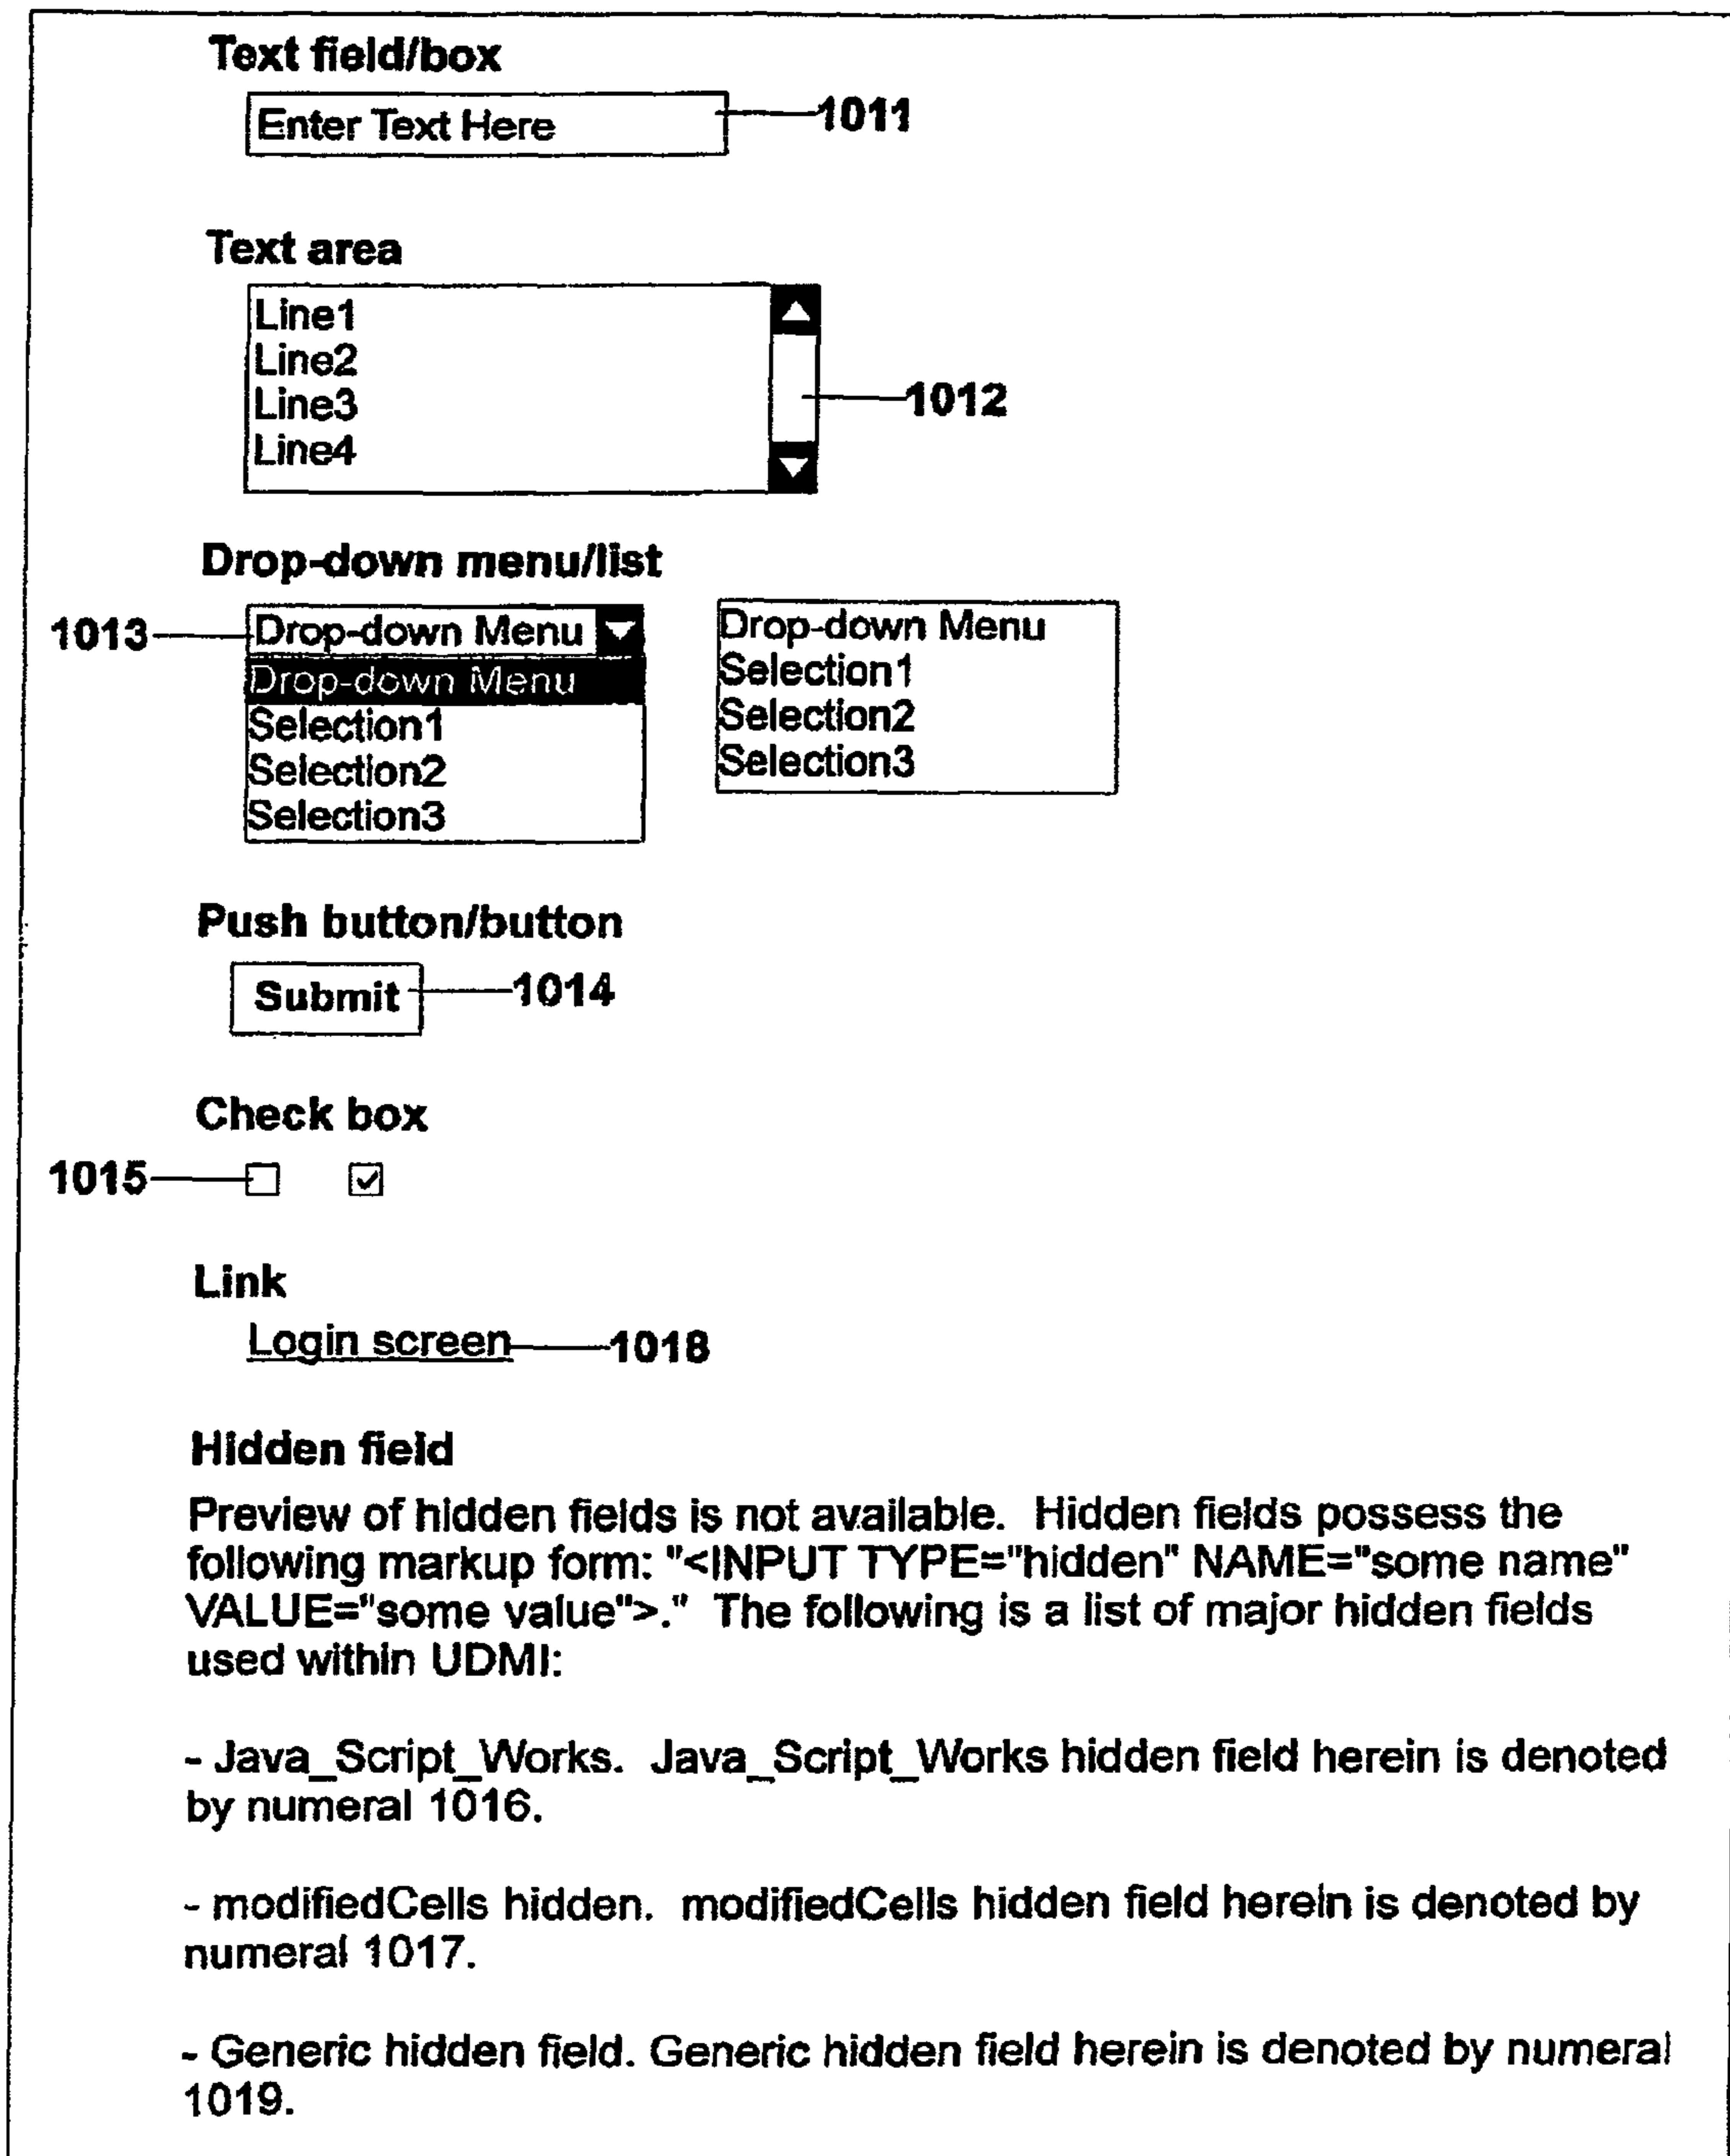 Text field/box
Enter Text Here
1011
Text area
Line1
Line2
Line3
Line4
1012
Drop-down menu/list
1013
Drop-down Menu
Drop-down Menu
Selection1
Selection2
Selection3
Drop-down Menu
Selection1
Selection2
Selection3
Push button/button
Submit
1014
Check box
1015
Link
Login screen
1018
Hidden field
Preview of hidden fields is not available.  Hidden fields possess the
following markup form: "<INPUT TYPE="hidden" NAME="some name"
VALUE="some value">."  The following is a list of major hidden fields
used within UDMI:
- Java_Script_Works.  Java_Script_Works hidden field herein is denoted
by numeral 1016.
- modifiedCells hidden.  modifiedCells hidden field herein is denoted by
numeral 1017.
- Generic hidden field. Generic hidden field herein is denoted by numeral
1019.